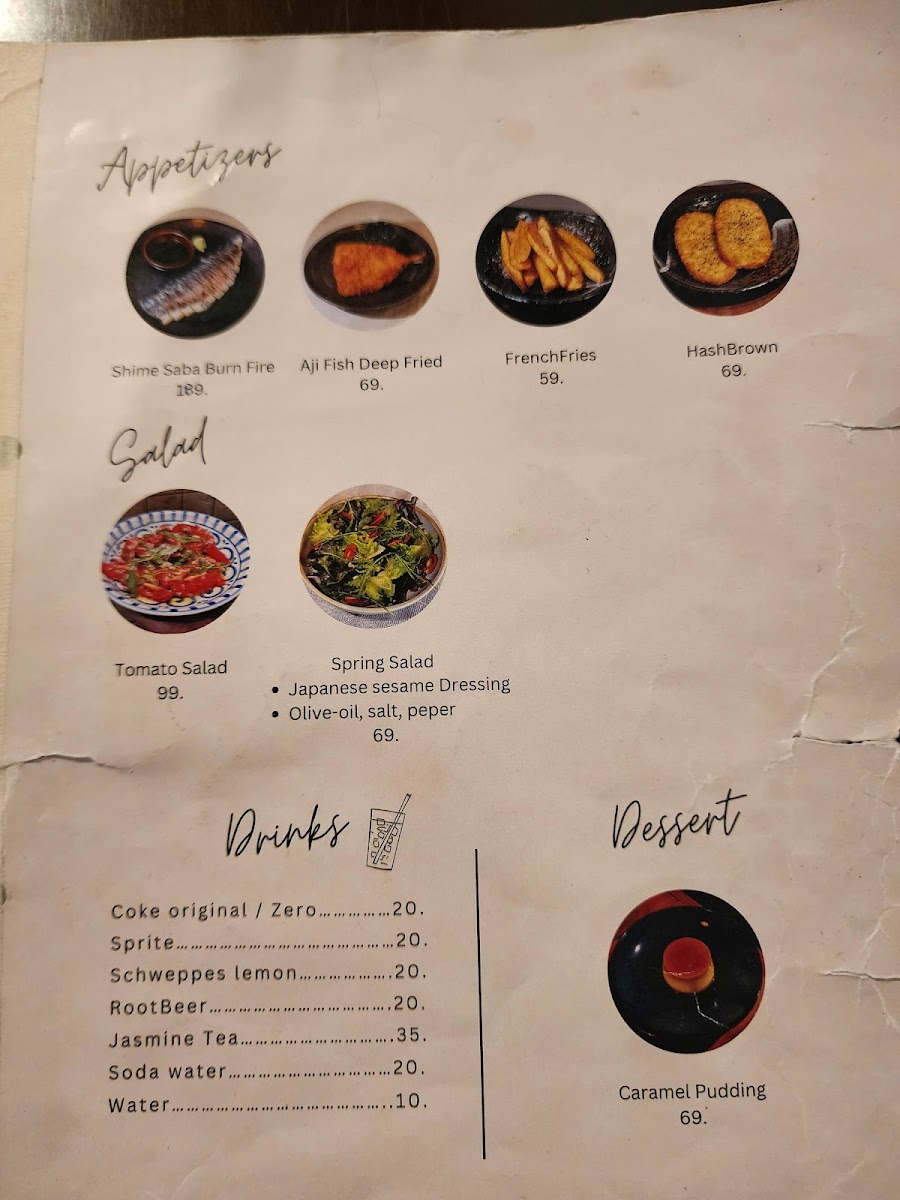 Appetizers
Shime Saba Burn Fire
Aji Fish Deep Fried
69.
FrenchFries
59.
HashBrown
69.
Salad
Tomato Salad
99.
Spring Salad
• Japanese sesame Dressing
• Olive-oil, salt, peper
69.
Drinks
Coke original / Zero……………20.
Sprite……………………………………20.
Schweppes lemon……………….20.
RootBeer……………………………….20.
Jasmine Tea………………………….35.
Soda water……………………………20.
Water……………………………………..10.
Dessert
Caramel Pudding
69.